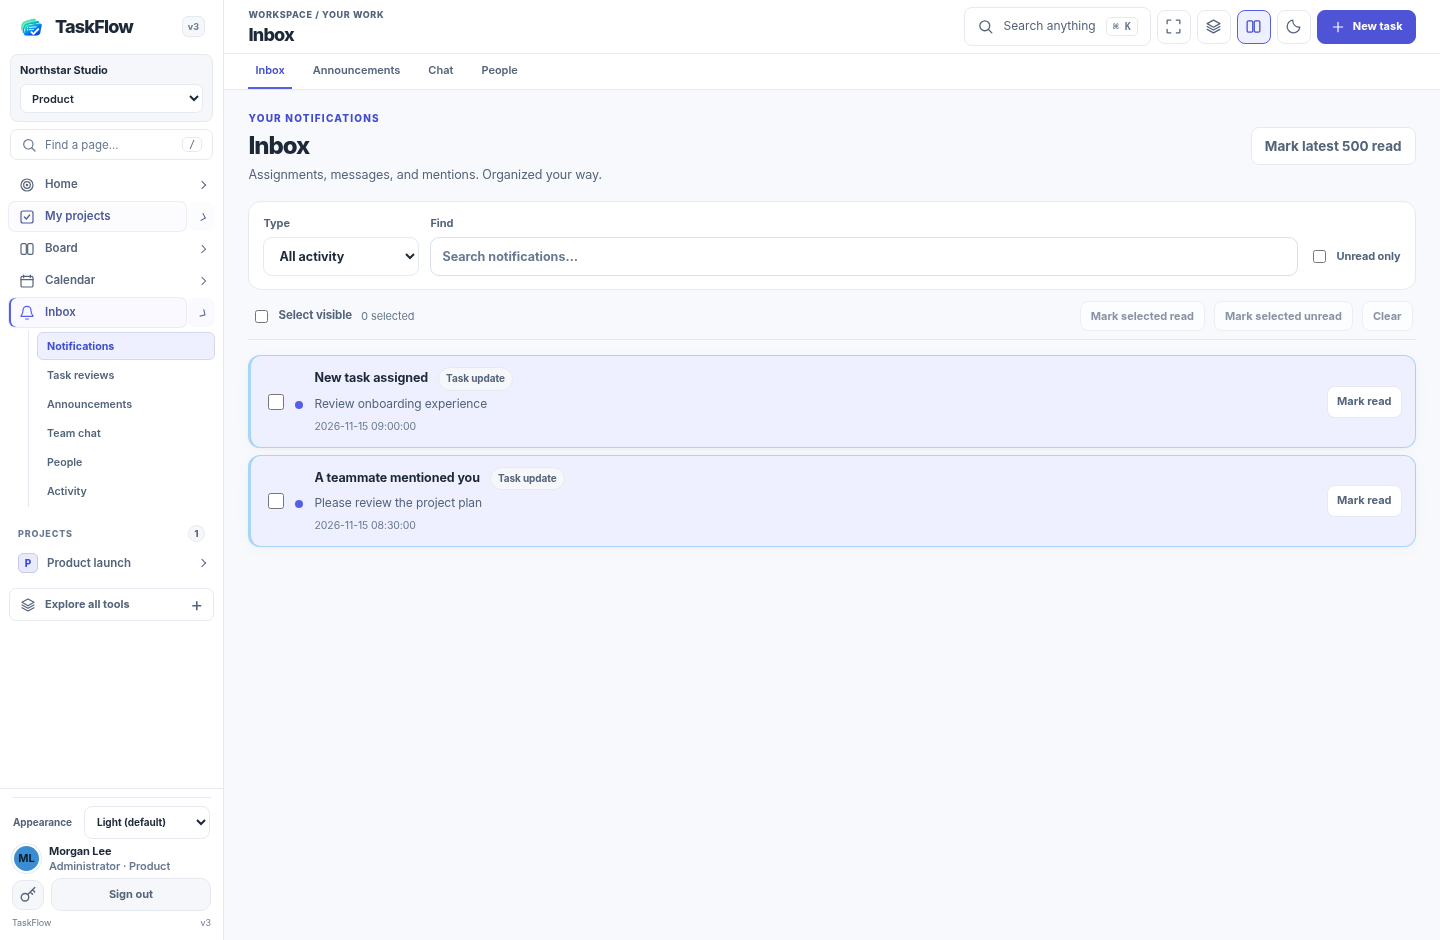 TaskFlow
v3
Northstar Studio
Product
Find a page...
/
Home
My projects
Board
Calendar
Inbox
Notifications
Task reviews
Announcements
Team chat
People
Activity
PROJECTS
1
P
Product launch
Explore all tools
+
Appearance
Light (default)
ML
Morgan Lee
Administrator · Product
Sign out
TaskFlow
v3
WORKSPACE / YOUR WORK
Inbox
Search anything
⌘ K
+ New task
Inbox
Announcements
Chat
People
YOUR NOTIFICATIONS
Inbox
Assignments, messages, and mentions. Organized your way.
Mark latest 500 read
Type
Find
All activity
Search notifications...
Unread only
Select visible
0 selected
Mark selected read
Mark selected unread
Clear
New task assigned
Task update
Review onboarding experience
2026-11-15 09:00:00
Mark read
A teammate mentioned you
Task update
Please review the project plan
2026-11-15 08:30:00
Mark read